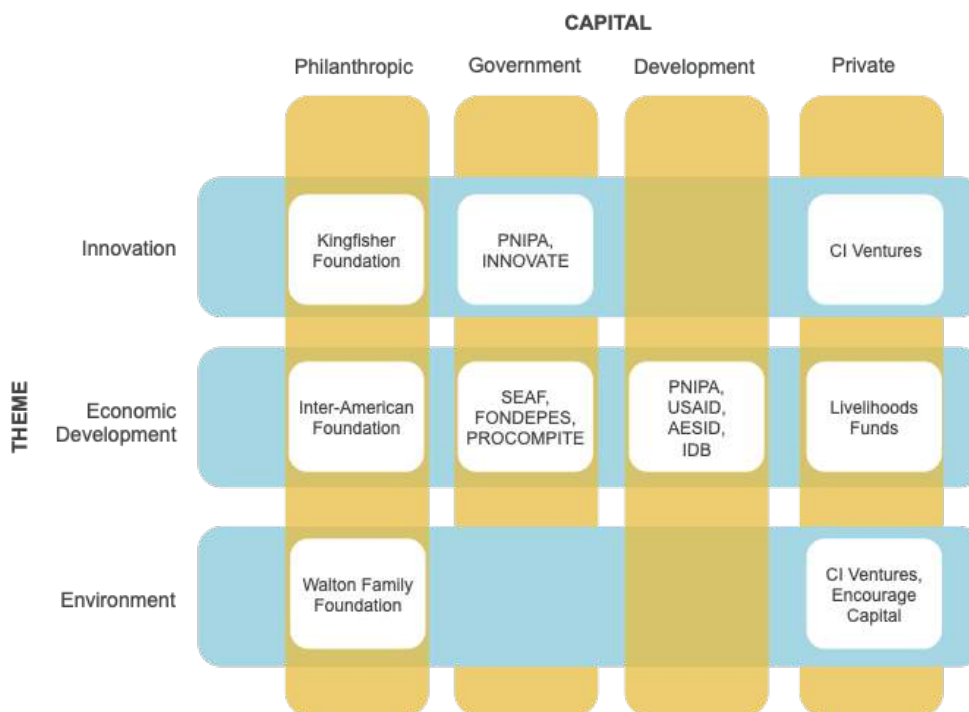 CAPITAL
Philanthropic
Government
Development
Private
THEME
Innovation
Kingfisher
Foundation
PNIPA,
INNOVATE
CI Ventures
Economic
Development
Inter-American
Foundation
SEAF,
FONDEPES,
PROCOMPITE
PNIPA,
USAID,
AESID,
IDB
Livelihoods
Funds
Environment
Walton Family
Foundation
CI Ventures,
Encourage
Capital